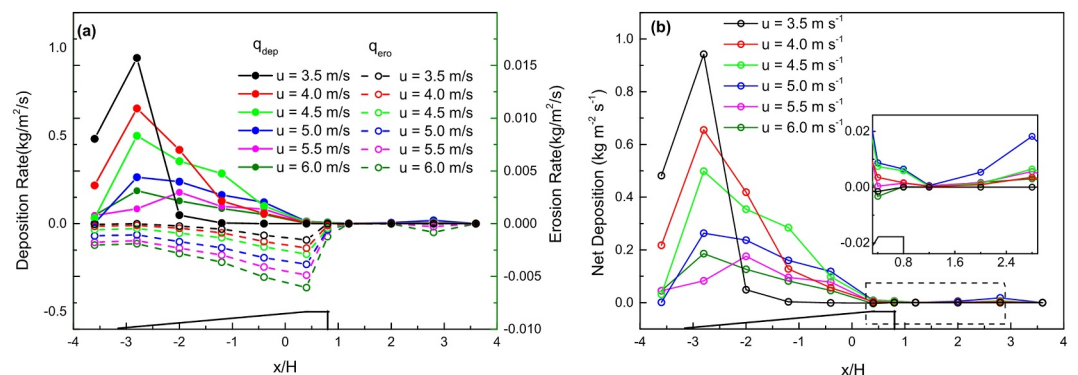 (a)
q_dep q_ero
u = 3.5 m/s u = 3.5 m/s
u = 4.0 m/s u = 4.0 m/s
u = 4.5 m/s u = 4.5 m/s
u = 5.0 m/s u = 5.0 m/s
u = 5.5 m/s u = 5.5 m/s
u = 6.0 m/s u = 6.0 m/s
Deposition Rate(kg/m²/s)
1.0
0.5
0.0
-0.5
Erosion Rate(kg/m²/s)
0.015
0.010
0.005
0.000
-0.005
-0.010
-4 -3 -2 -1 0 1 2 3 4
x/H
(b)
u = 3.5 m s⁻¹
u = 4.0 m s⁻¹
u = 4.5 m s⁻¹
u = 5.0 m s⁻¹
u = 5.5 m s⁻¹
u = 6.0 m s⁻¹
Net Deposition (kg m⁻² s⁻¹)
1.0
0.8
0.6
0.4
0.2
0.0
0.02
0.00
-0.02
0.8 1.6 2.4
-4 -3 -2 -1 0 1 2 3 4
x/H